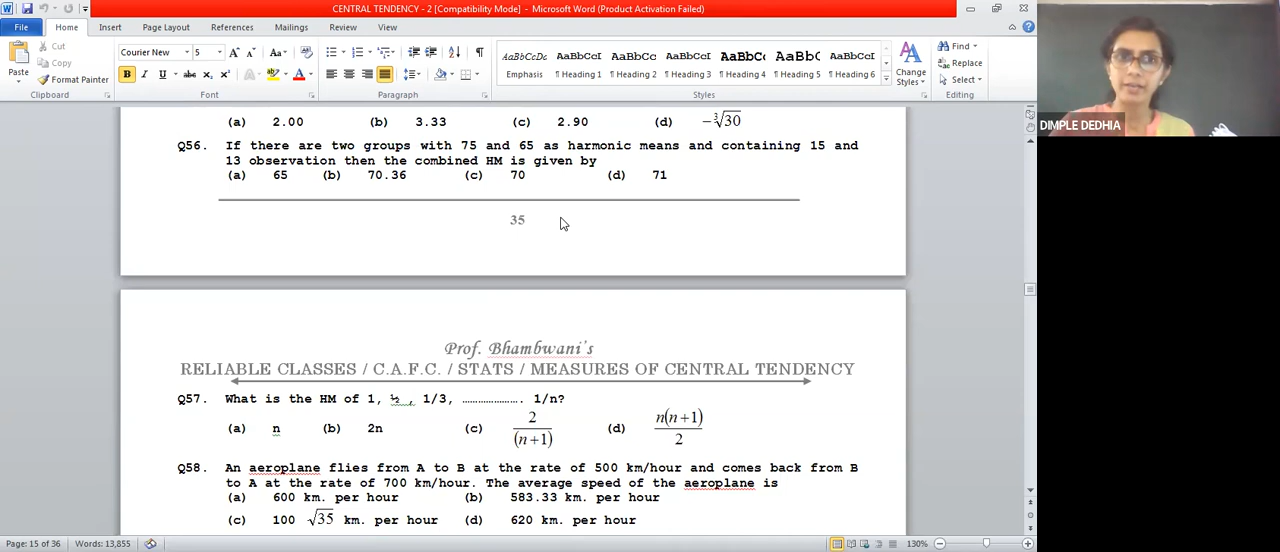 CENTRAL TENDENCY - 2 [Compatibility Mode] - Microsoft Word (Product Activation Failed)
File Home Insert Page Layout References Mailings Review View
Paste Cut Copy Format Painter
Courier New 5
AaBbCcDc AaBbCcI AaBbCcI AaBbCcI AaBbCc AaBbCcI AaBbCcI
Emphasis ¶ Heading 1 ¶ Heading 2 ¶ Heading 3 ¶ Heading 4 ¶ Heading 5 ¶ Heading 6
Change Styles
Find Replace Select
Clipboard Font Paragraph Styles Editing
DIMPLE DEDHIA
(a) 2.00 (b) 3.33 (c) 2.90 (d) −∛30
Q56. If there are two groups with 75 and 65 as harmonic means and containing 15 and
13 observation then the combined HM is given by
(a) 65 (b) 70.36 (c) 70 (d) 71
35
Prof. Bhambwani's
RELIABLE CLASSES / C.A.F.C. / STATS / MEASURES OF CENTRAL TENDENCY
Q57. What is the HM of 1, ½ , 1/3, …………………. 1/n?
(a) n (b) 2n (c) 2/(n+1) (d) n(n+1)/2
Q58. An aeroplane flies from A to B at the rate of 500 km/hour and comes back from B
to A at the rate of 700 km/hour. The average speed of the aeroplane is
(a) 600 km. per hour (b) 583.33 km. per hour
(c) 100 √35 km. per hour (d) 620 km. per hour
Page: 15 of 36 Words: 13,855 130%